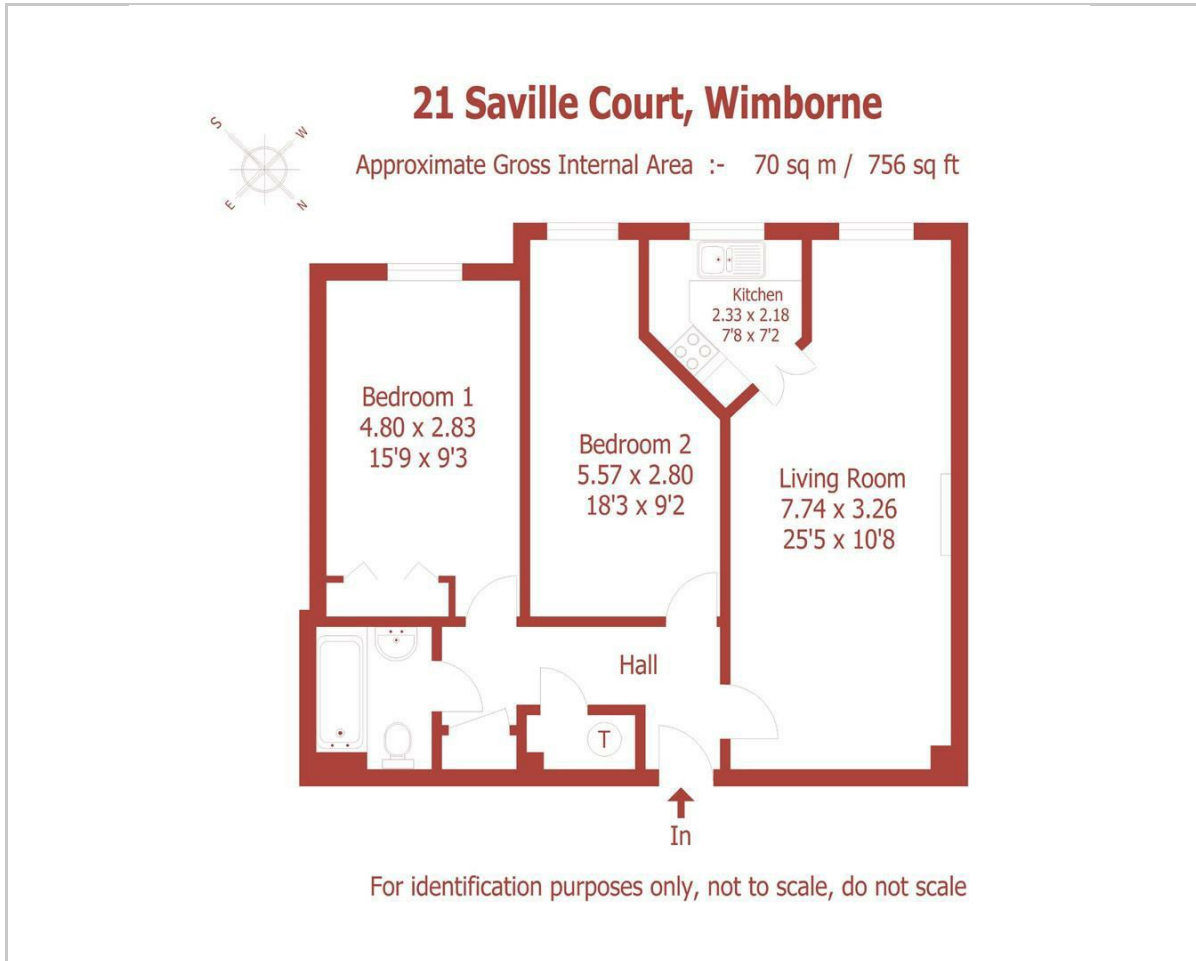 21 Saville Court, Wimborne
Approximate Gross Internal Area :- 70 sq m / 756 sq ft
S
W
E
N
Kitchen
2.33 x 2.18
7'8 x 7'2
Bedroom 1
4.80 x 2.83
15'9 x 9'3
Bedroom 2
5.57 x 2.80
18'3 x 9'2
Living Room
7.74 x 3.26
25'5 x 10'8
Hall
T
In
For identification purposes only, not to scale, do not scale